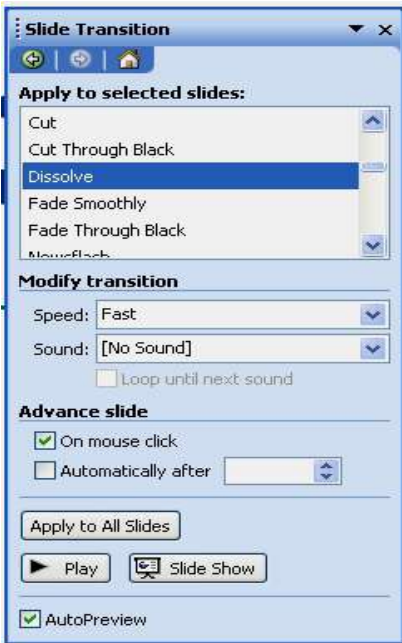 Slide Transition
Apply to selected slides:
Cut
Cut Through Black
Dissolve
Fade Smoothly
Fade Through Black
Newsflash
Modify transition
Speed: Fast
Sound: [No Sound]
Loop until next sound
Advance slide
On mouse click
Automatically after
Apply to All Slides
Play Slide Show
AutoPreview